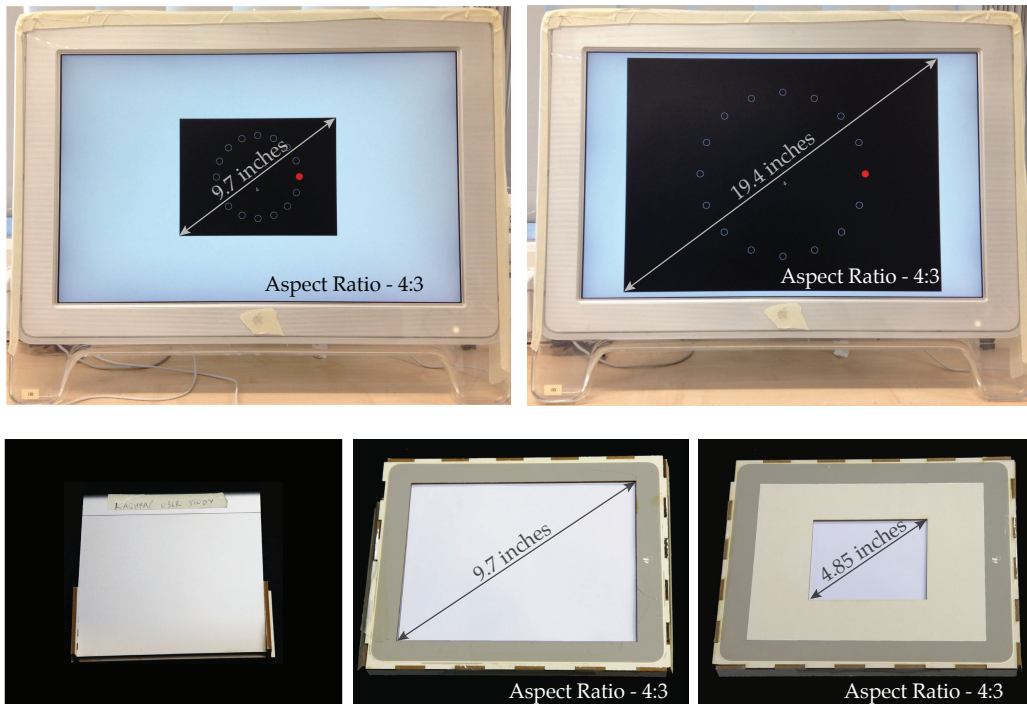 9.7 inches
Aspect Ratio - 4:3
19.4 inches
Aspect Ratio - 4:3
USER STUDY
9.7 inches
Aspect Ratio - 4:3
4.85 inches
Aspect Ratio - 4:3